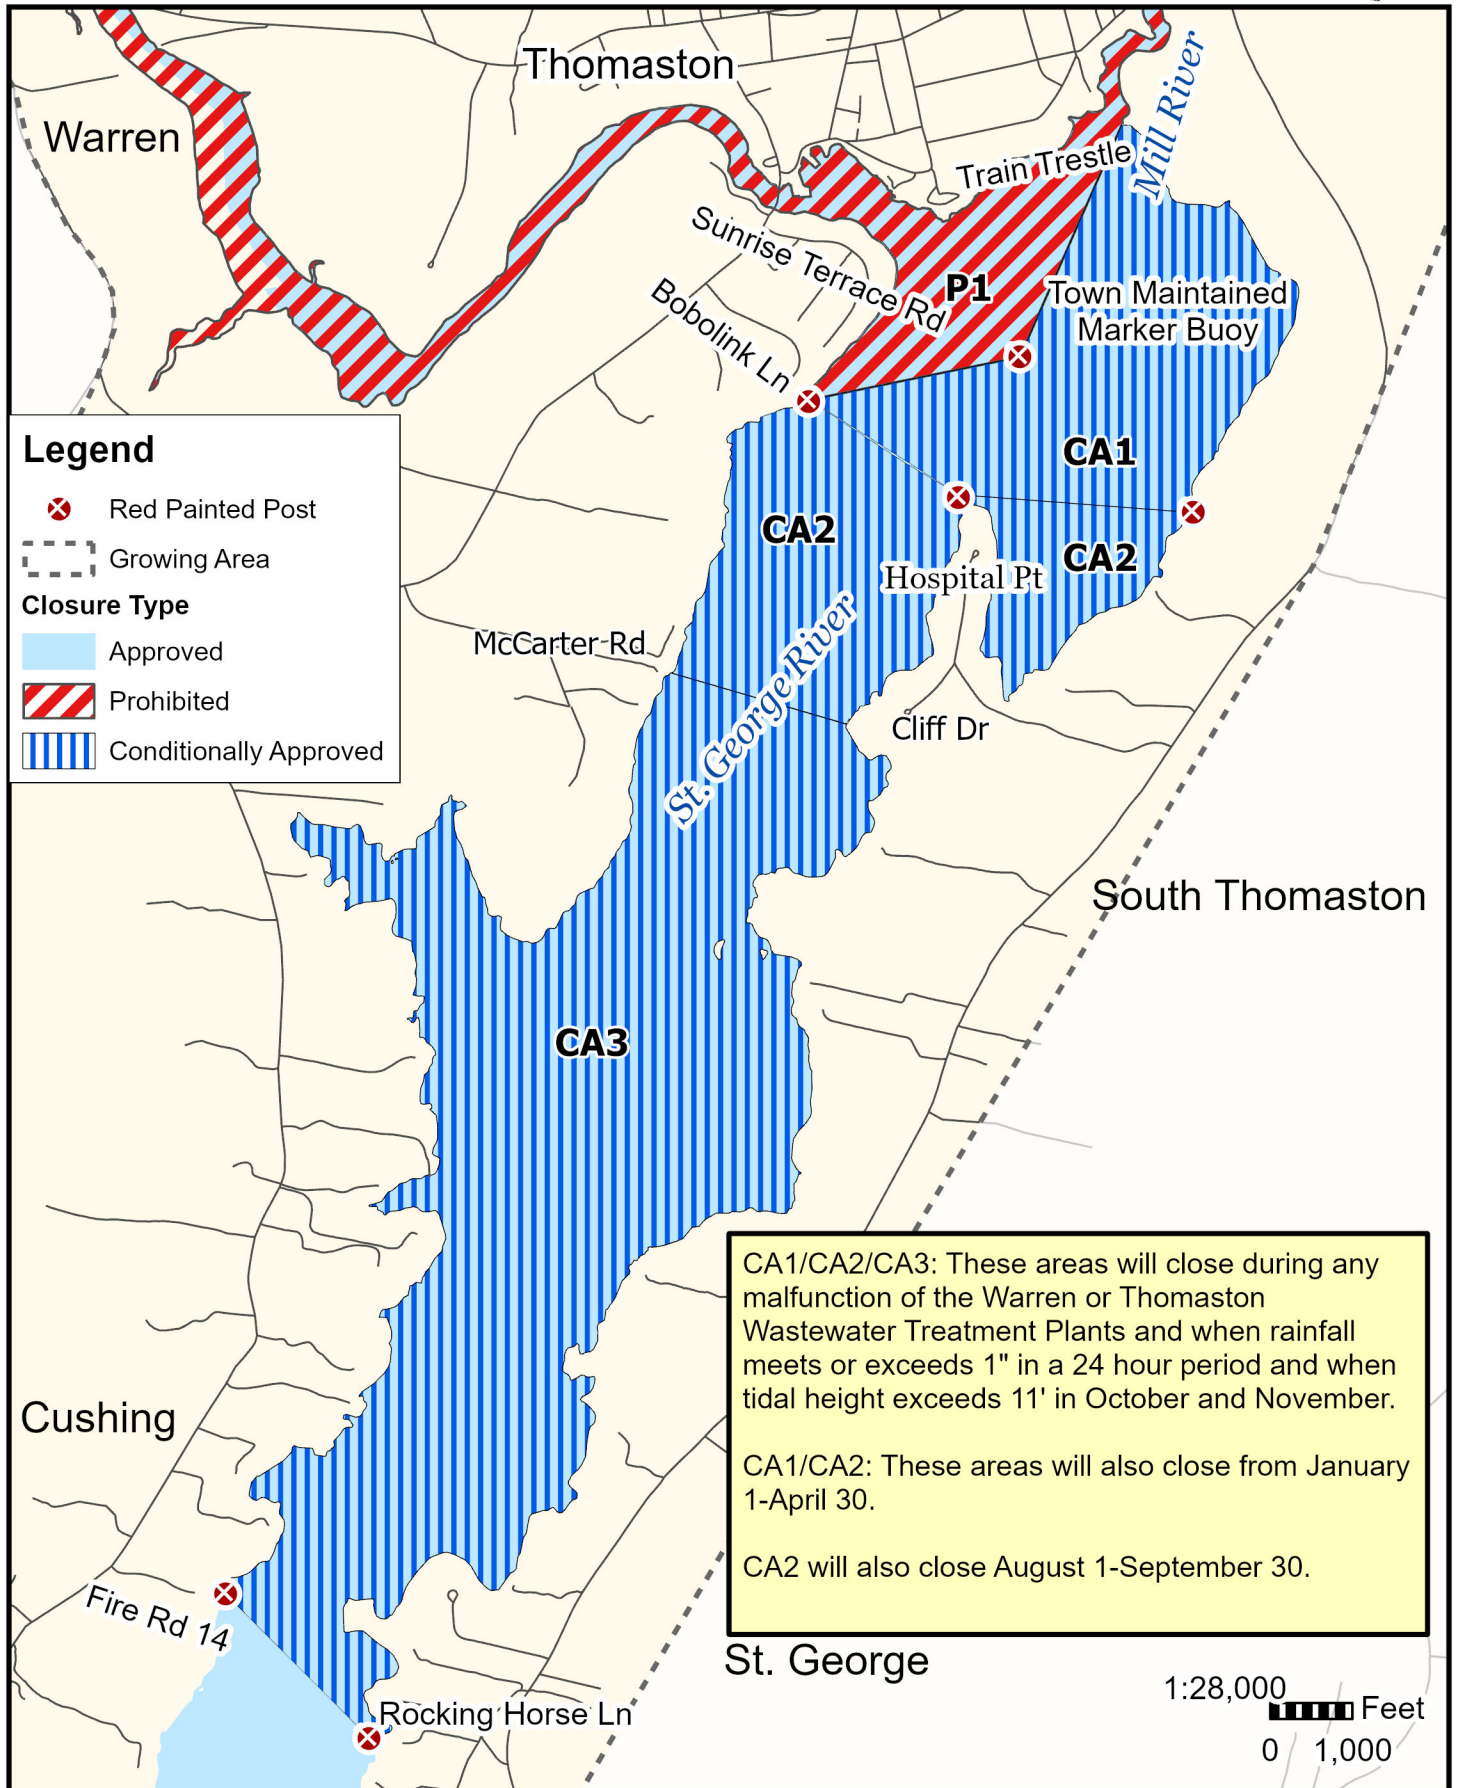 Thomaston
Mill River
Warren
Train Trestle
Sunrise Terrace Rd
P1
Town Maintained
Marker Buoy
Bobolink Ln
CA1
CA2
CA2
Hospital Pt
McCarter Rd
St. George River
Cliff Dr
Legend
Red Painted Post
Growing Area
Closure Type
Approved
Prohibited
Conditionally Approved
South Thomaston
CA3
CA1/CA2/CA3: These areas will close during any
malfunction of the Warren or Thomaston
Wastewater Treatment Plants and when rainfall
meets or exceeds 1" in a 24 hour period and when
tidal height exceeds 11' in October and November.
CA1/CA2: These areas will also close from January
1-April 30.
CA2 will also close August 1-September 30.
Cushing
Fire Rd 14
St. George
Rocking Horse Ln
1:28,000
Feet
0 1,000